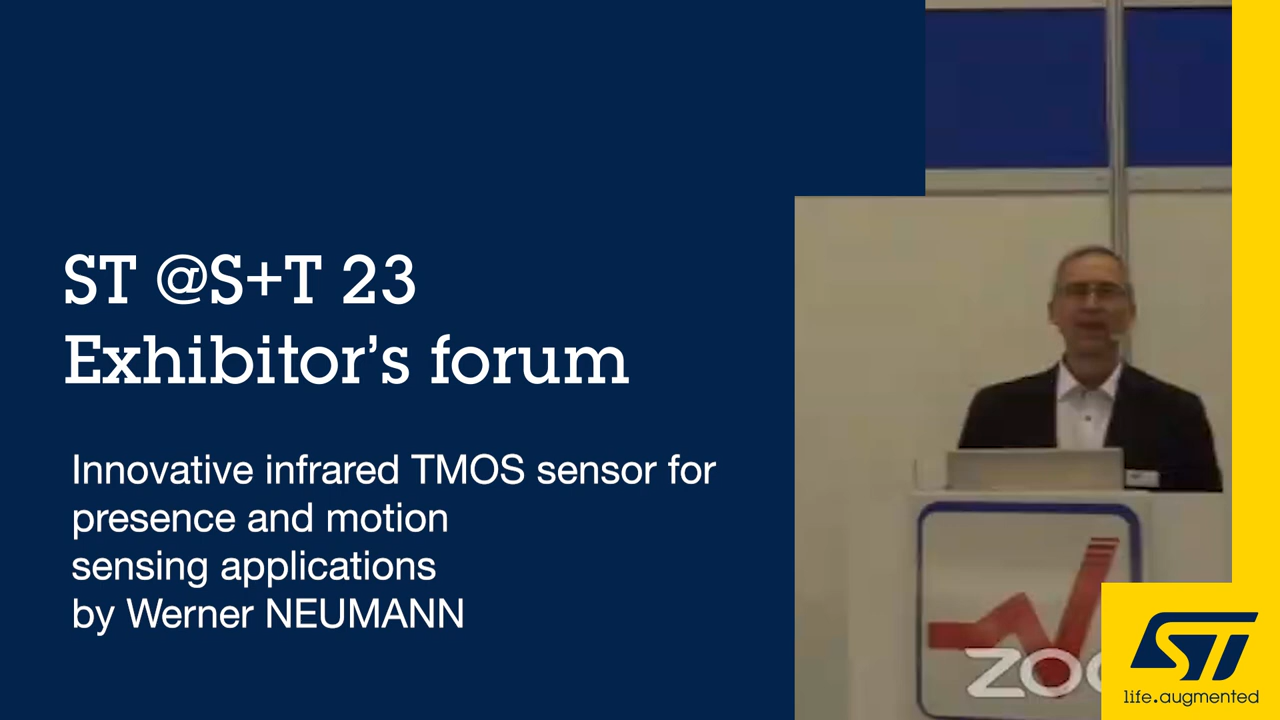 ST @S+T 23
Exhibitor's forum
Innovative infrared TMOS sensor for
presence and motion
sensing applications
by Werner NEUMANN
ST
life.augmented